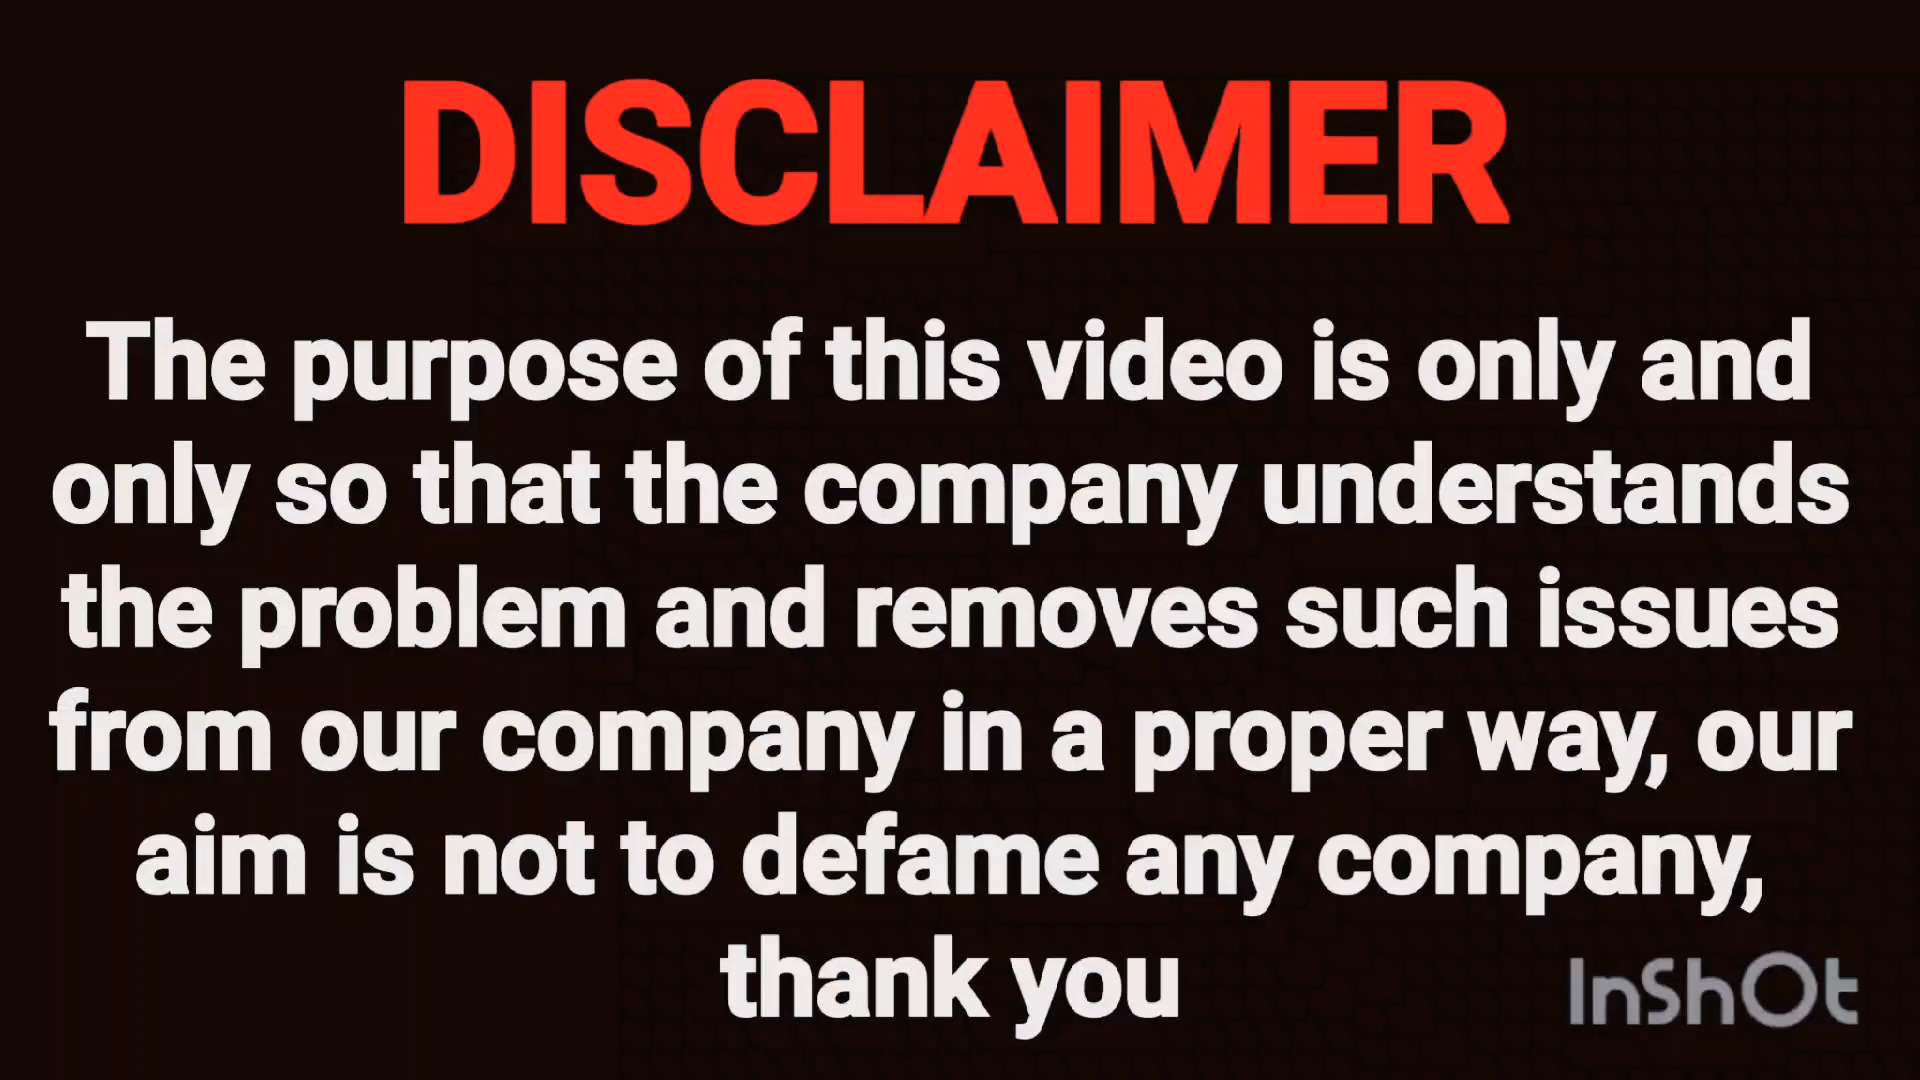 DISCLAIMER
The purpose of this video is only and
only so that the company understands
the problem and removes such issues
from our company in a proper way, our
aim is not to defame any company,
thank you
InShOt